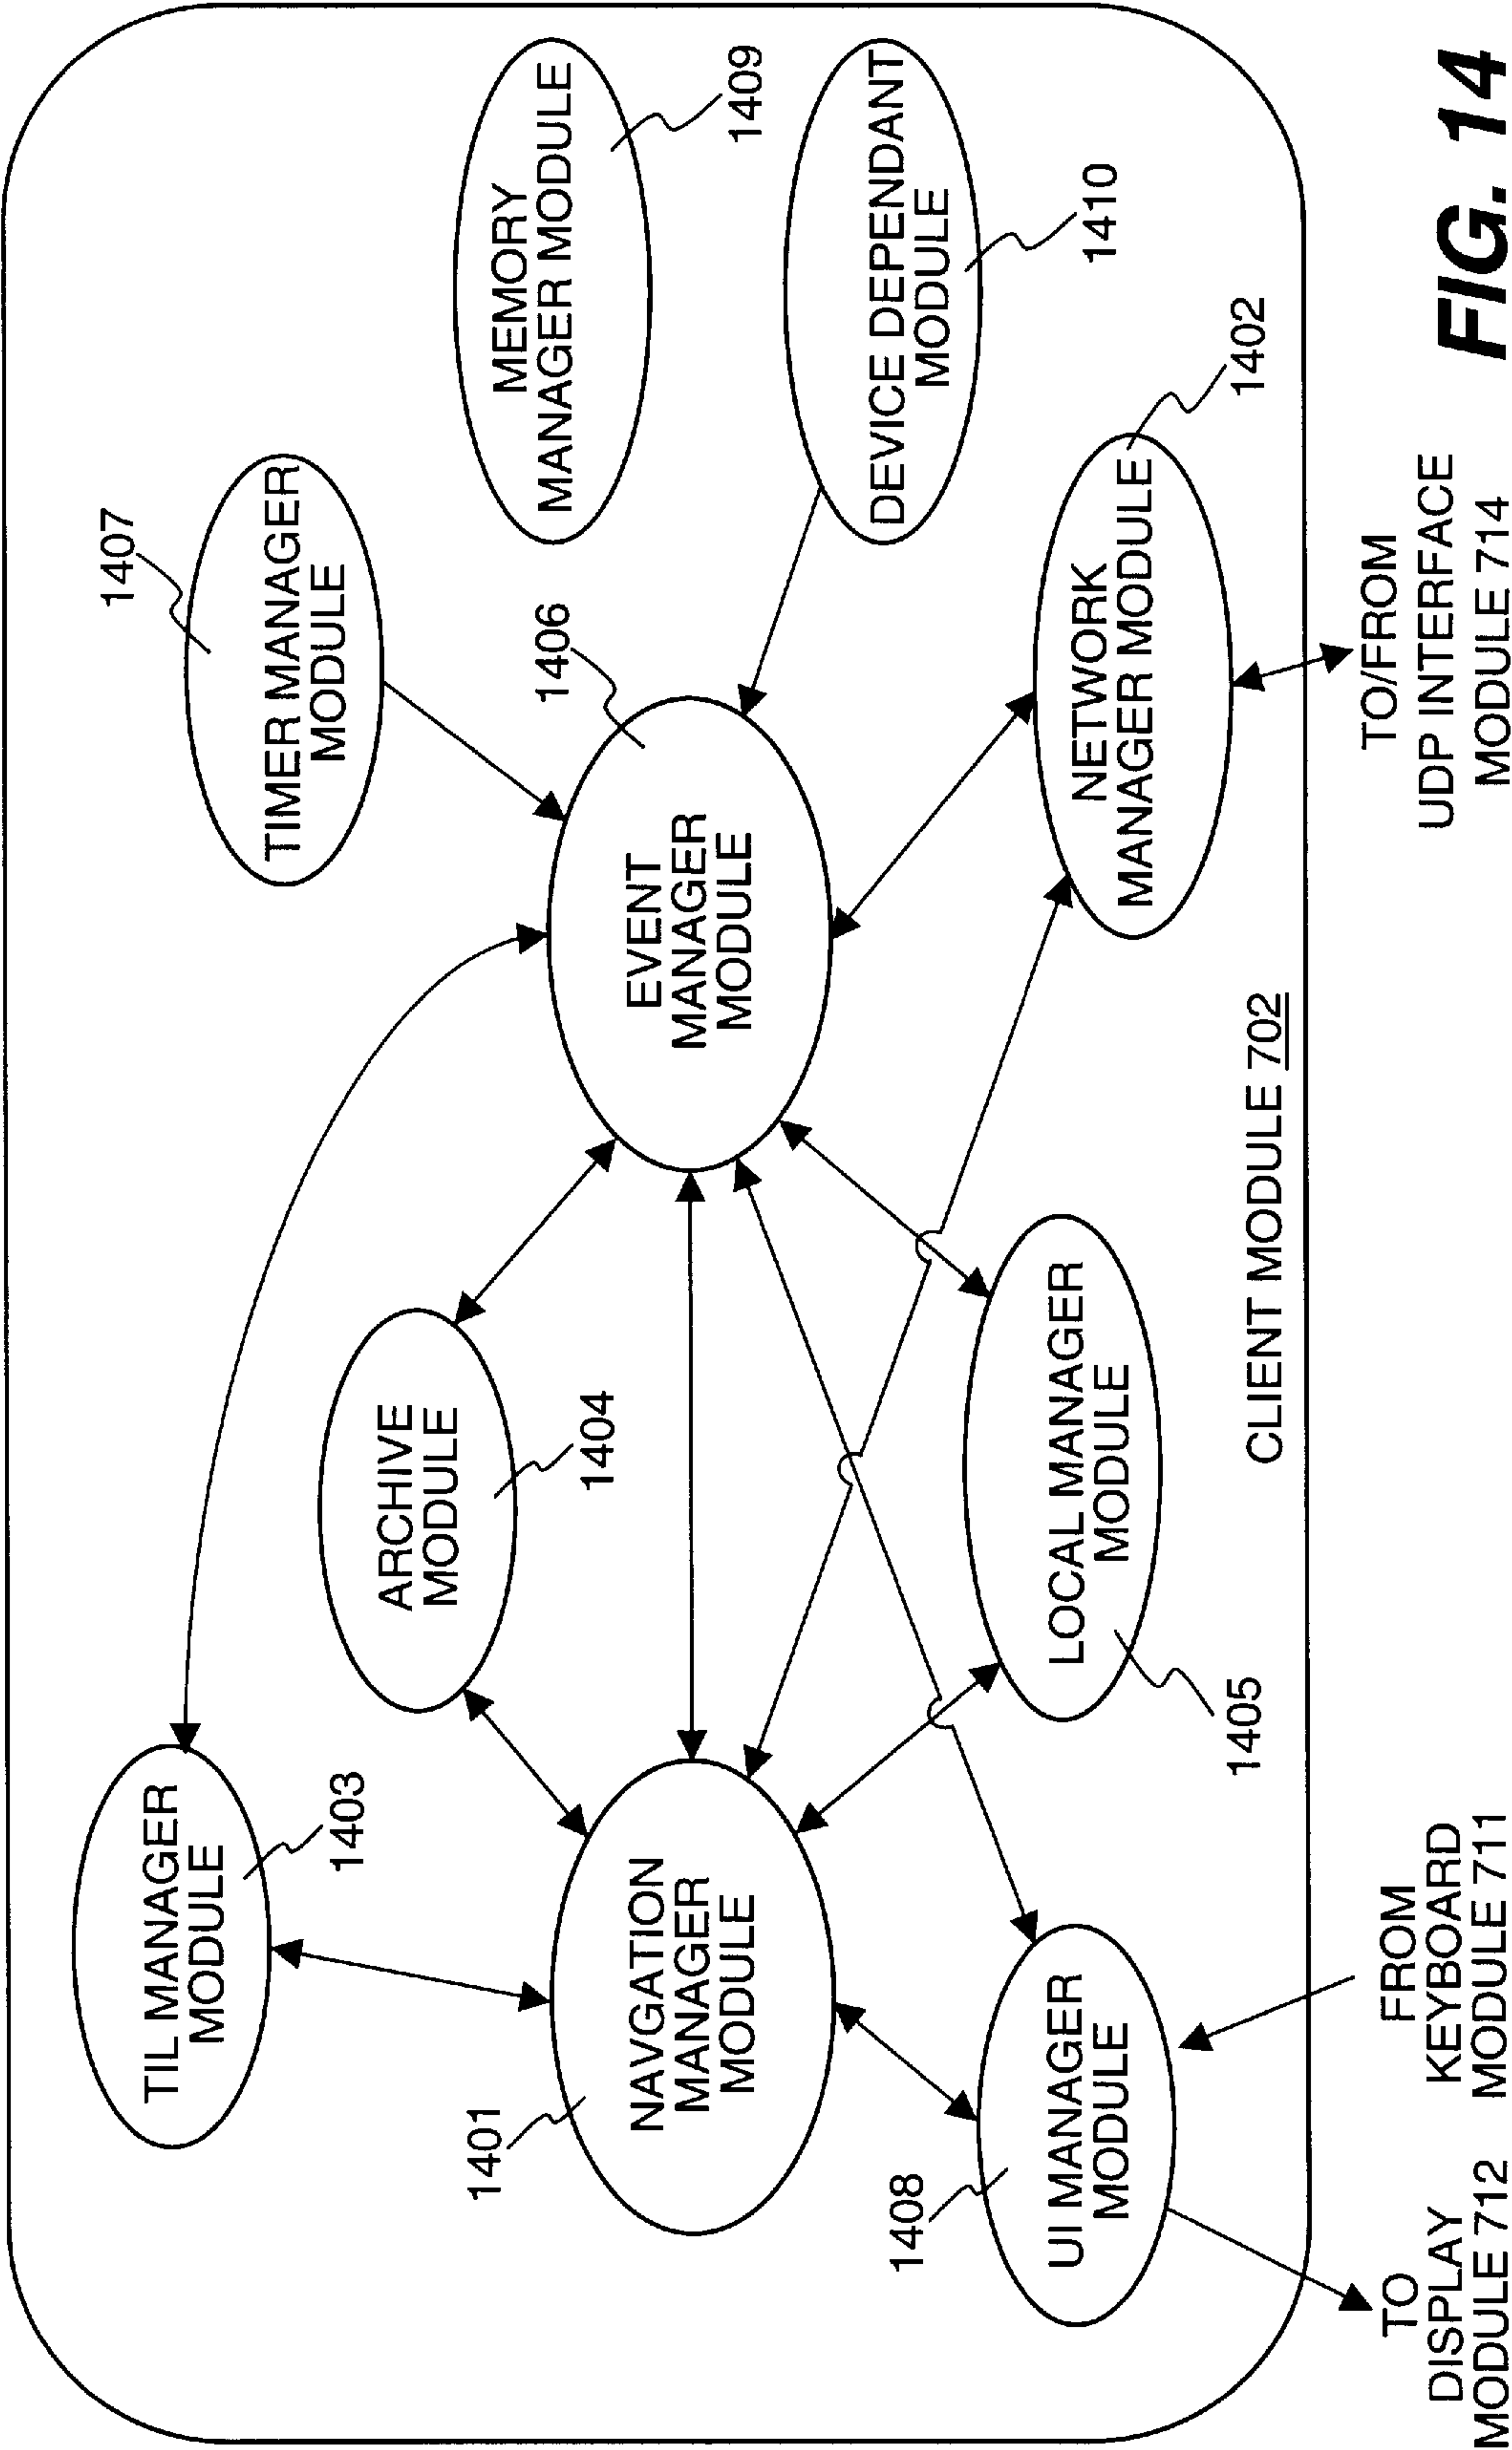 TIL MANAGER
MODULE
1403
1407
TIMER MANAGER
MODULE
ARCHIVE
MODULE
1404
1406
MEMORY
MANAGER MODULE
1409
1401
NAVGATION
MANAGER
MODULE
EVENT
MANAGER
MODULE
DEVICE DEPENDANT
MODULE
1410
1408
UI MANAGER
MODULE
LOCAL MANAGER
MODULE
1405
NETWORK
MANAGER MODULE
1402
CLIENT MODULE 702
TO
DISPLAY
MODULE 712
FROM
KEYBOARD
MODULE 711
TO/FROM
UDP INTERFACE
MODULE 714
FIG. 14